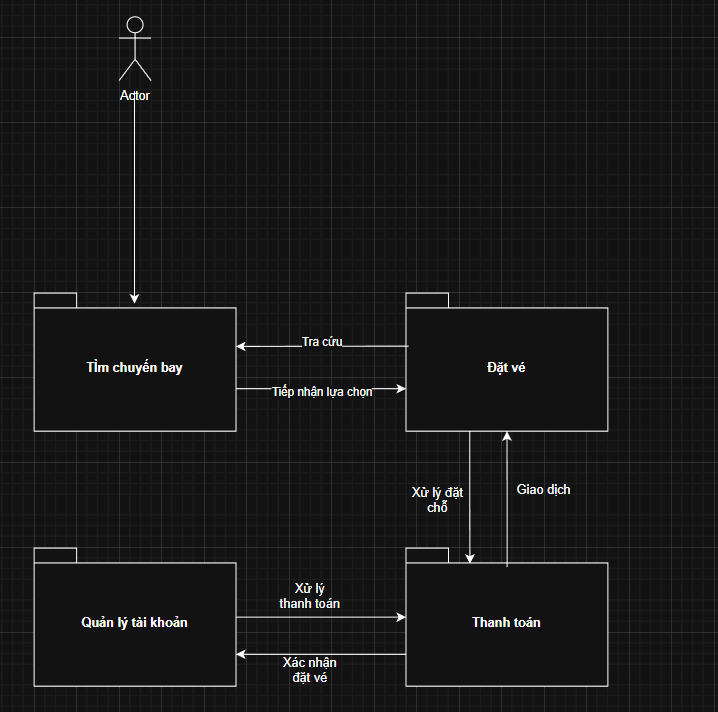 Actor
Tìm chuyến bay
Tra cứu
Tiếp nhận lựa chọn
Đặt vé
Xử lý đặt
chỗ
Giao dịch
Quản lý tài khoản
Xử lý
thanh toán
Xác nhận
đặt vé
Thanh toán